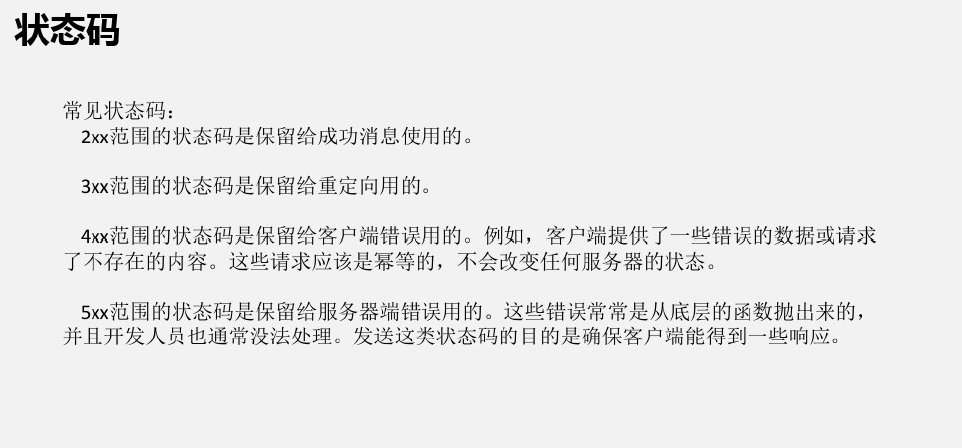 状态码
常见状态码：
2xx范围的状态码是保留给成功消息使用的。
3xx范围的状态码是保留给重定向用的。
4xx范围的状态码是保留给客户端错误用的。例如，客户端提供了一些错误的数据或请求
了不存在的内容。这些请求应该是幂等的，不会改变任何服务器的状态。
5xx范围的状态码是保留给服务器端错误用的。这些错误常常是从底层的函数抛出来的，
并且开发人员也通常没法处理。发送这类状态码的目的是确保客户端能得到一些响应。